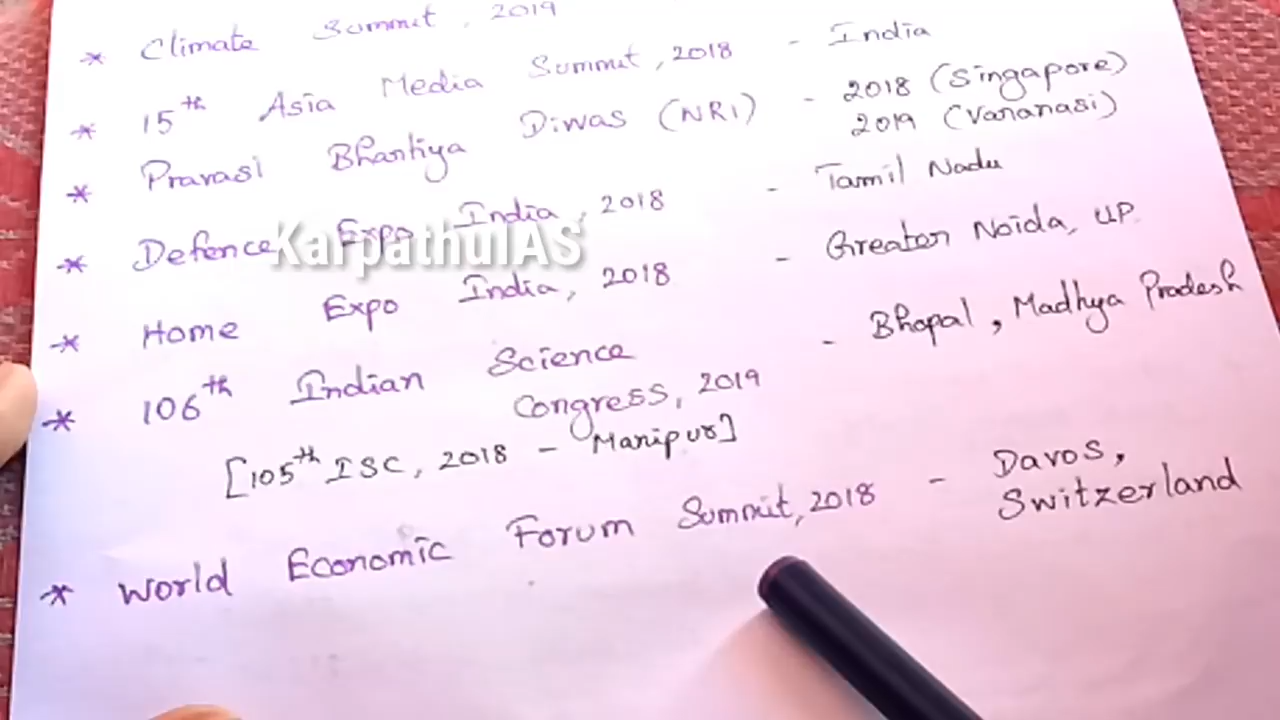 * Climate Summit, 2019
* 15th Asia Media Summit, 2018 - India
* Pravasi Bhartiya Diwas (NRI) - 2018 (Singapore)
2019 (Varanasi)
* Defence Expo India, 2018 - Tamil Nadu
KarpathuIAS
* Home Expo India, 2018 - Greater Noida, UP
* 106th Indian Science
Congress, 2019 - Bhopal, Madhya Pradesh
[105th ISC, 2018 - Manipur]
* World Economic Forum Summit, 2018 - Davos,
Switzerland